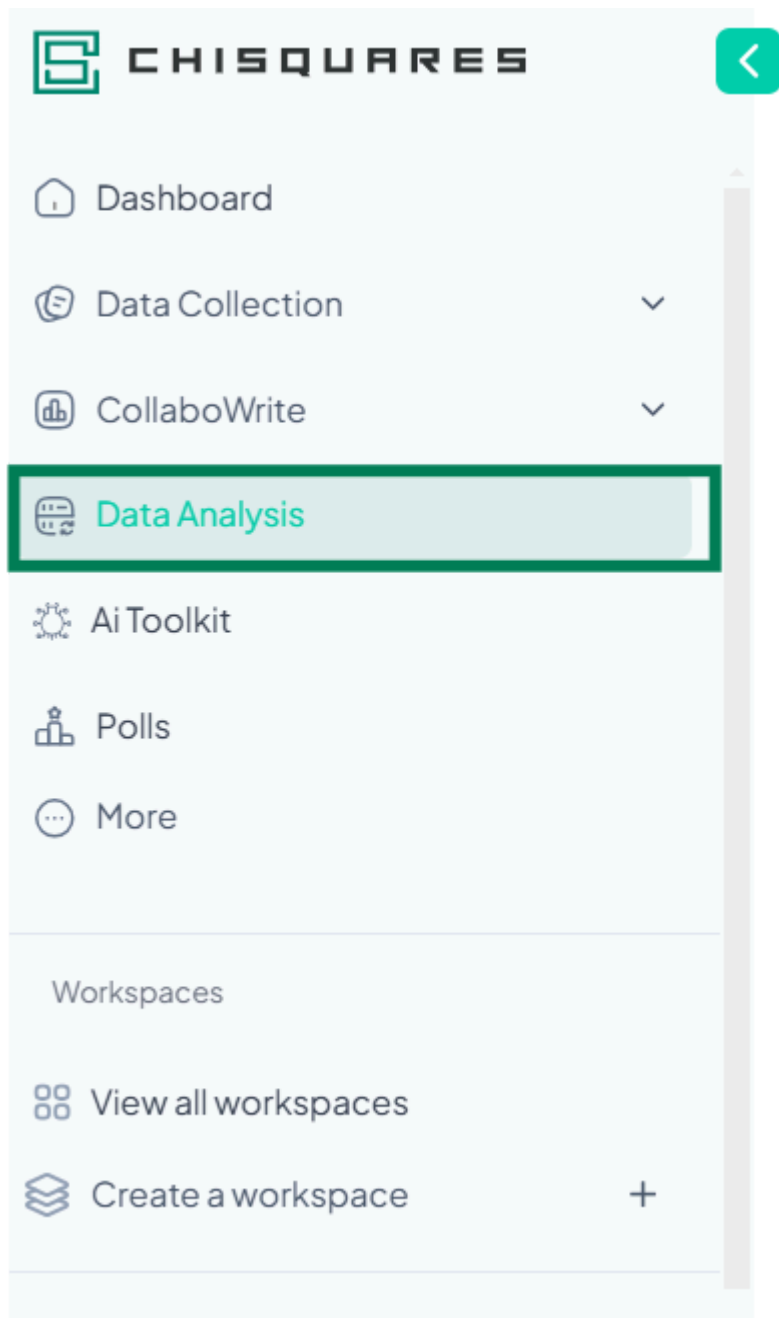 CHISQUARES
Dashboard
Data Collection
CollaboWrite
Data Analysis
Ai Toolkit
Polls
More
Workspaces
View all workspaces
Create a workspace